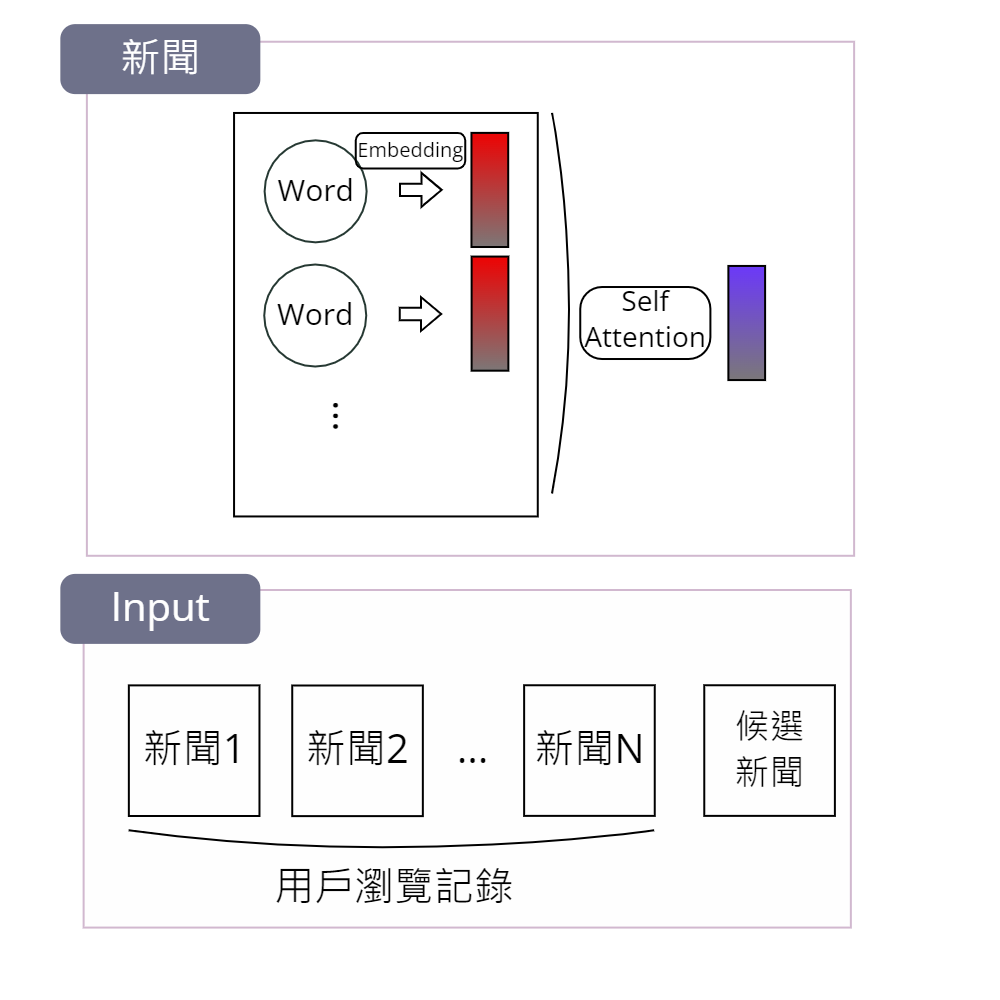 新聞
Embedding
Word
Word
⋮
Self
Attention
Input
新聞1
新聞2
...
新聞N
候選
新聞
用戶瀏覽記錄